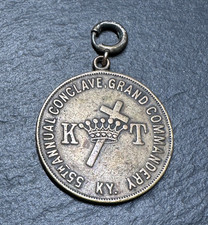 55TH ANNUAL CONCLAVE, GRAND COMMANDERY
K T
KY.